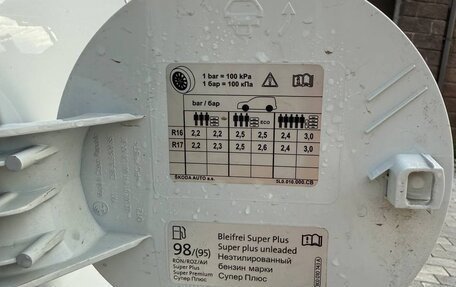 1 bar = 100 kPa
1 бар = 100 кПа
bar / бар
ECO
R16 2,2 2,2 2,5 2,5 2,4 3,0
R17 2,2 2,3 2,5 2,6 2,4 3,0
ŠKODA AUTO a.s. 5L0.010.000.CB
98/(95)
RON/ROZ/АИ
Super Plus
Super Premium
Супер Плюс
Bleifrei Super Plus
Super plus unleaded
Неэтилированный
бензин марки
Супер Плюс